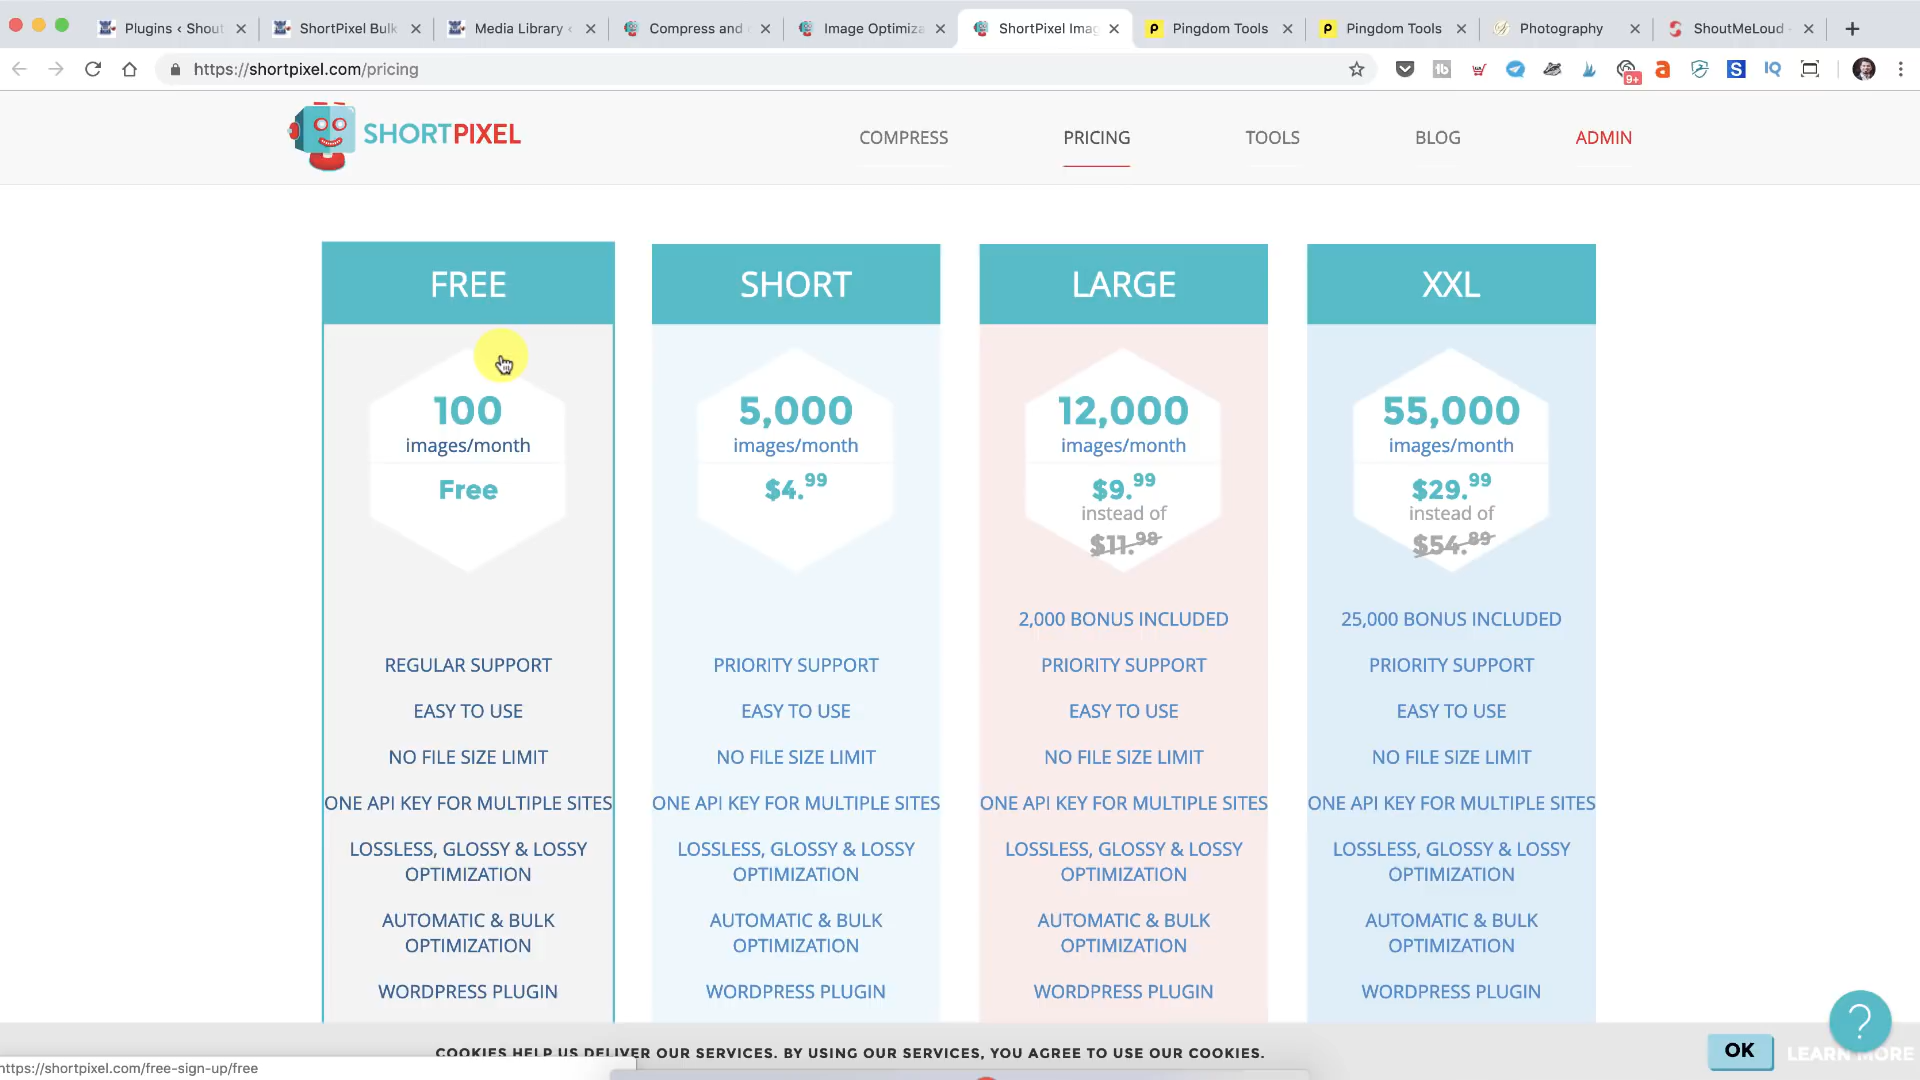 Plugins ‹ Shout
ShortPixel Bulk
Media Library ‹
Compress and
Image Optimiza
ShortPixel Imag
Pingdom Tools
Pingdom Tools
Photography
ShoutMeLoud -
https://shortpixel.com/pricing
9+
SHORTPIXEL
COMPRESS
PRICING
TOOLS
BLOG
ADMIN
FREE
100
images/month
Free
REGULAR SUPPORT
EASY TO USE
NO FILE SIZE LIMIT
ONE API KEY FOR MULTIPLE SITES
LOSSLESS, GLOSSY & LOSSY
OPTIMIZATION
AUTOMATIC & BULK
OPTIMIZATION
WORDPRESS PLUGIN
SHORT
5,000
images/month
$4.99
PRIORITY SUPPORT
EASY TO USE
NO FILE SIZE LIMIT
ONE API KEY FOR MULTIPLE SITES
LOSSLESS, GLOSSY & LOSSY
OPTIMIZATION
AUTOMATIC & BULK
OPTIMIZATION
WORDPRESS PLUGIN
LARGE
12,000
images/month
$9.99
instead of
$11.98
2,000 BONUS INCLUDED
PRIORITY SUPPORT
EASY TO USE
NO FILE SIZE LIMIT
ONE API KEY FOR MULTIPLE SITES
LOSSLESS, GLOSSY & LOSSY
OPTIMIZATION
AUTOMATIC & BULK
OPTIMIZATION
WORDPRESS PLUGIN
XXL
55,000
images/month
$29.99
instead of
$54.89
25,000 BONUS INCLUDED
PRIORITY SUPPORT
EASY TO USE
NO FILE SIZE LIMIT
ONE API KEY FOR MULTIPLE SITES
LOSSLESS, GLOSSY & LOSSY
OPTIMIZATION
AUTOMATIC & BULK
OPTIMIZATION
WORDPRESS PLUGIN
?
COOKIES HELP US DELIVER OUR SERVICES. BY USING OUR SERVICES, YOU AGREE TO USE OUR COOKIES.
OK
LEARN MORE
https://shortpixel.com/free-sign-up/free